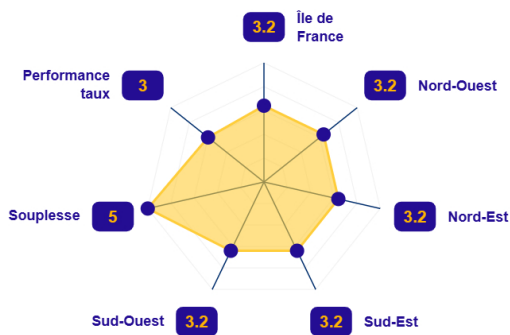 3.2 Île de
France
Performance
taux 3
3.2 Nord-Ouest
Souplesse 5
3.2 Nord-Est
Sud-Ouest 3.2
3.2 Sud-Est